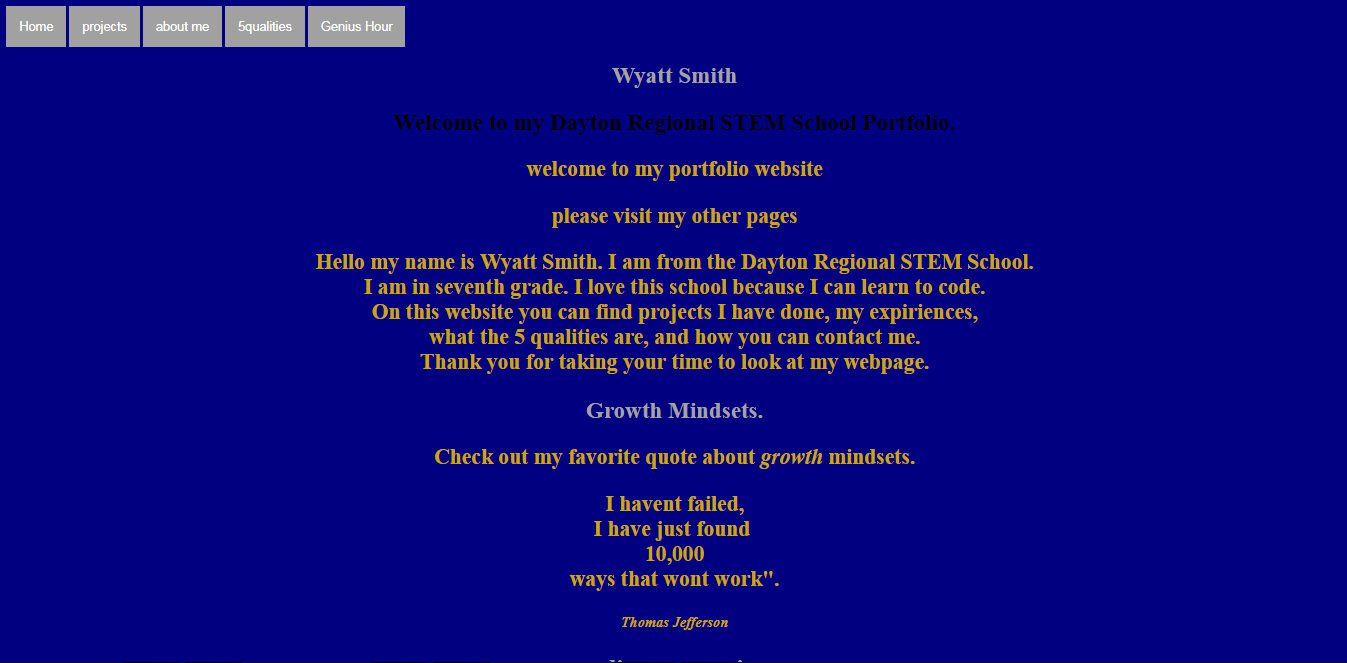 Home
projects
about me
5qualities
Genius Hour
Wyatt Smith
Welcome to my Dayton Regional STEM School Portfolio.
welcome to my portfolio website
please visit my other pages
Hello my name is Wyatt Smith. I am from the Dayton Regional STEM School.
I am in seventh grade. I love this school because I can learn to code.
On this website you can find projects I have done, my expiriences,
what the 5 qualities are, and how you can contact me.
Thank you for taking your time to look at my webpage.
Growth Mindsets.
Check out my favorite quote about growth mindsets.
I havent failed,
I have just found
10,000
ways that wont work".
Thomas Jefferson